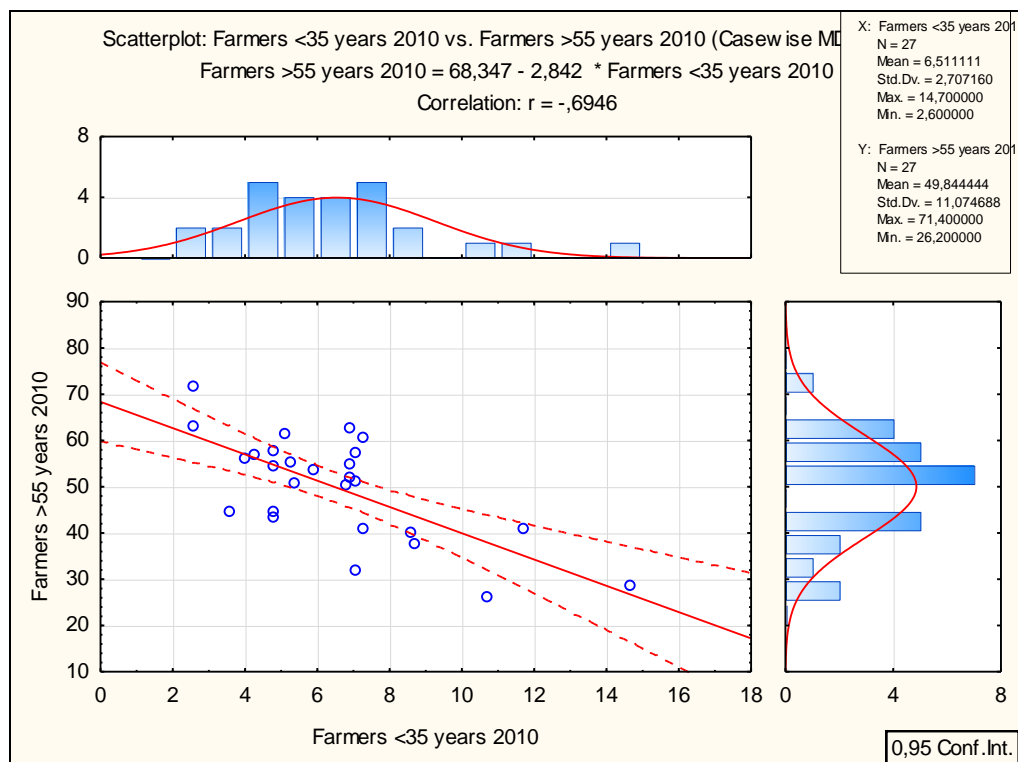 Scatterplot: Farmers <35 years 2010 vs. Farmers >55 years 2010 (Casewise MD
Farmers >55 years 2010 = 68,347 - 2,842 * Farmers <35 years 2010
Correlation: r = -,6946
X: Farmers <35 years 201
N = 27
Mean = 6,511111
Std.Dv. = 2,707160
Max. = 14,700000
Min. = 2,600000
Y: Farmers >55 years 201
N = 27
Mean = 49,844444
Std.Dv. = 11,074688
Max. = 71,400000
Min. = 26,200000
8
4
0
90
80
70
60
50
40
30
20
10
Farmers >55 years 2010
0 2 4 6 8 10 12 14 16 18
Farmers <35 years 2010
0 4 8
0,95 Conf.Int.